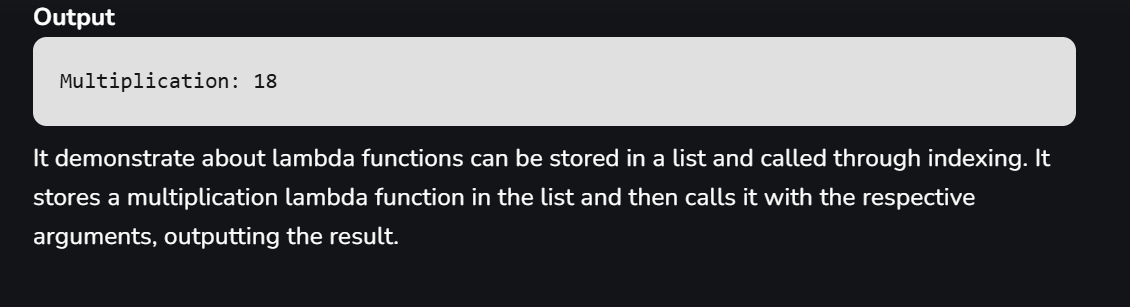 Output
Multiplication: 18
It demonstrate about lambda functions can be stored in a list and called through indexing. It
stores a multiplication lambda function in the list and then calls it with the respective
arguments, outputting the result.